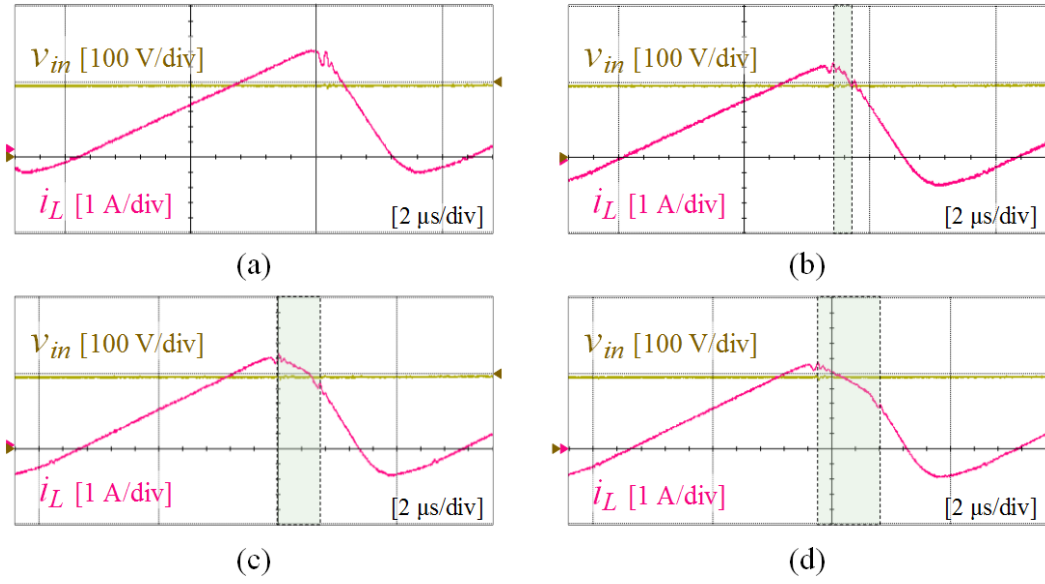 v_in [100 V/div]
i_L [1 A/div]
[2 µs/div]
(a)
v_in [100 V/div]
i_L [1 A/div]
[2 µs/div]
(b)
v_in [100 V/div]
i_L [1 A/div]
[2 µs/div]
(c)
v_in [100 V/div]
i_L [1 A/div]
[2 µs/div]
(d)